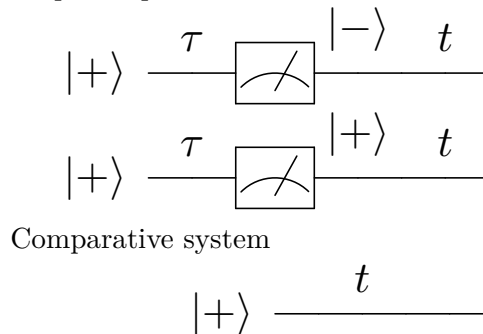 τ |−⟩ t
|+⟩
τ |+⟩ t
|+⟩
Comparative system
t
|+⟩